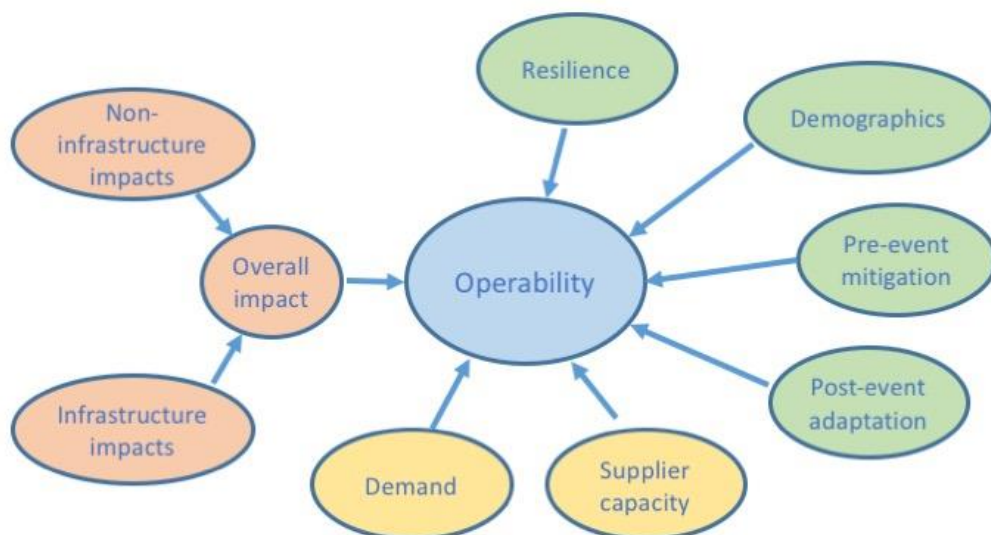 Resilience
Non-
infrastructure
impacts
Demographics
Pre-event
mitigation
Overall
impact
Operability
Post-event
adaptation
Infrastructure
impacts
Demand
Supplier
capacity